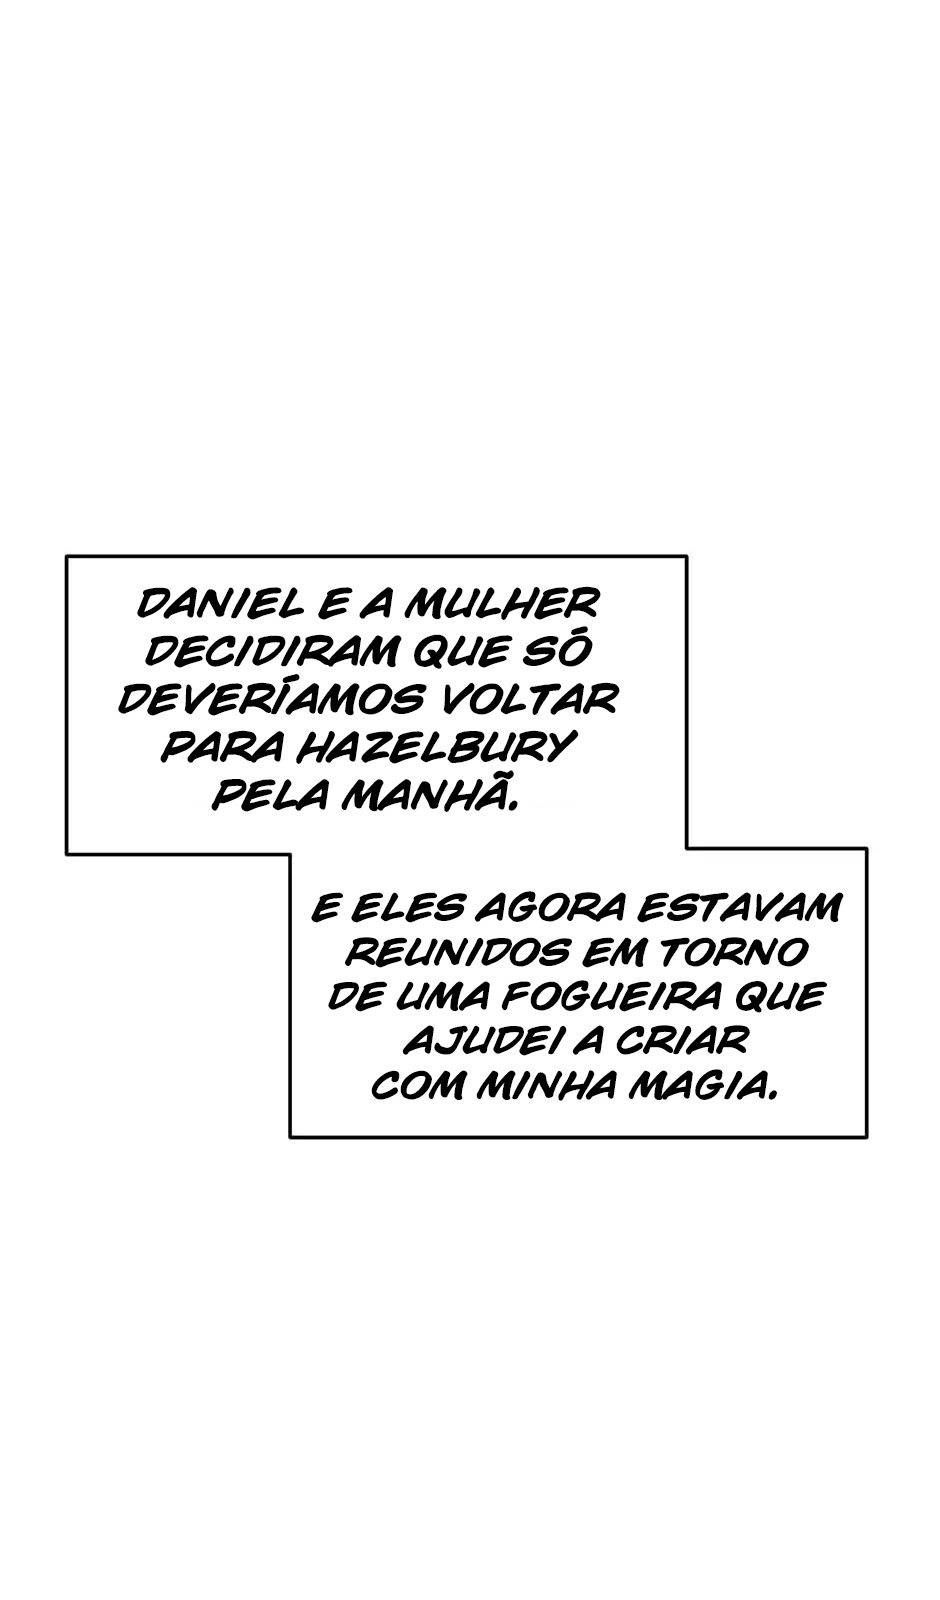 DANIEL E A MULHER
DECIDIRAM QUE SÓ
DEVERÍAMOS VOLTAR
PARA HAZELBURY
PELA MANHÃ.
E ELES AGORA ESTAVAM
REUNIDOS EM TORNO
DE UMA FOGUEIRA QUE
AJUDEI A CRIAR
COM MINHA MAGIA.